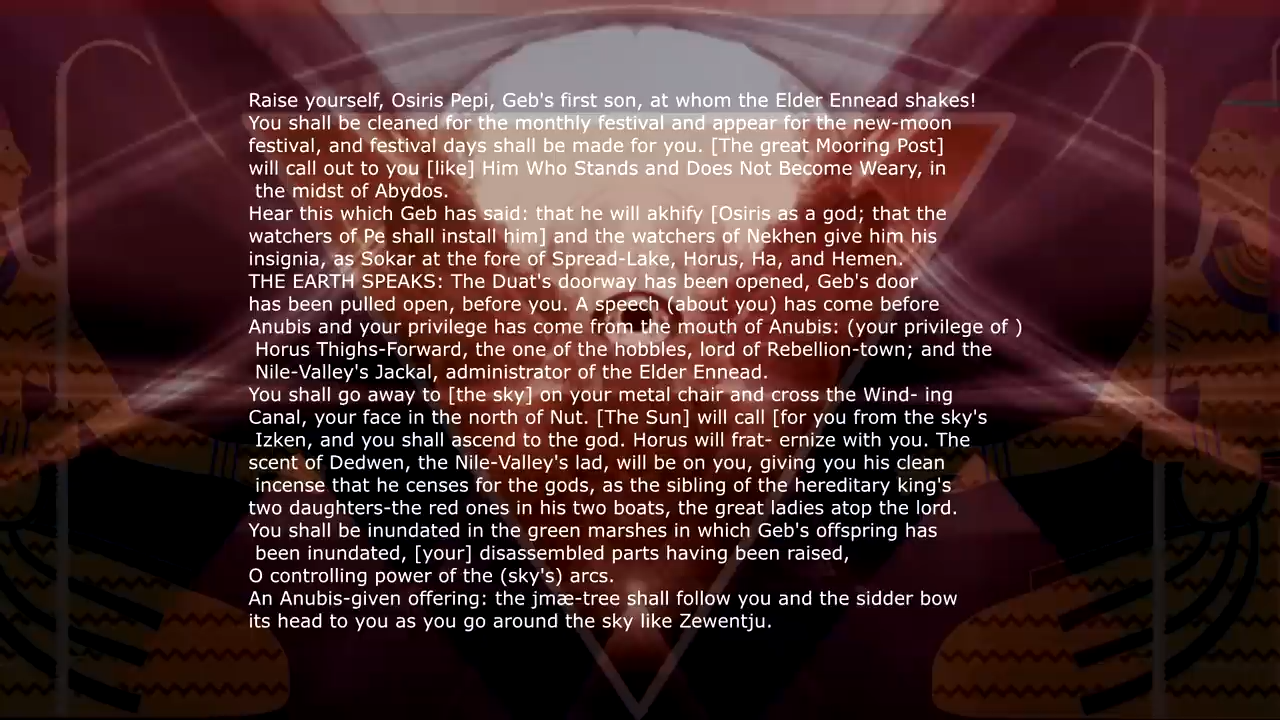 Raise yourself, Osiris Pepi, Geb's first son, at whom the Elder Ennead shakes!
You shall be cleaned for the monthly festival and appear for the new-moon
festival, and festival days shall be made for you. [The great Mooring Post]
will call out to you [like] Him Who Stands and Does Not Become Weary, in
the midst of Abydos.
Hear this which Geb has said: that he will akhify [Osiris as a god; that the
watchers of Pe shall install him] and the watchers of Nekhen give him his
insignia, as Sokar at the fore of Spread-Lake, Horus, Ha, and Hemen.
THE EARTH SPEAKS: The Duat's doorway has been opened, Geb's door
has been pulled open, before you. A speech (about you) has come before
Anubis and your privilege has come from the mouth of Anubis: (your privilege of )
Horus Thighs-Forward, the one of the hobbles, lord of Rebellion-town; and the
Nile-Valley's Jackal, administrator of the Elder Ennead.
You shall go away to [the sky] on your metal chair and cross the Wind- ing
Canal, your face in the north of Nut. [The Sun] will call [for you from the sky's
Izken, and you shall ascend to the god. Horus will frat- ernize with you. The
scent of Dedwen, the Nile-Valley's lad, will be on you, giving you his clean
incense that he censes for the gods, as the sibling of the hereditary king's
two daughters-the red ones in his two boats, the great ladies atop the lord.
You shall be inundated in the green marshes in which Geb's offspring has
been inundated, [your] disassembled parts having been raised,
O controlling power of the (sky's) arcs.
An Anubis-given offering: the jmæ-tree shall follow you and the sidder bow
its head to you as you go around the sky like Zewentju.